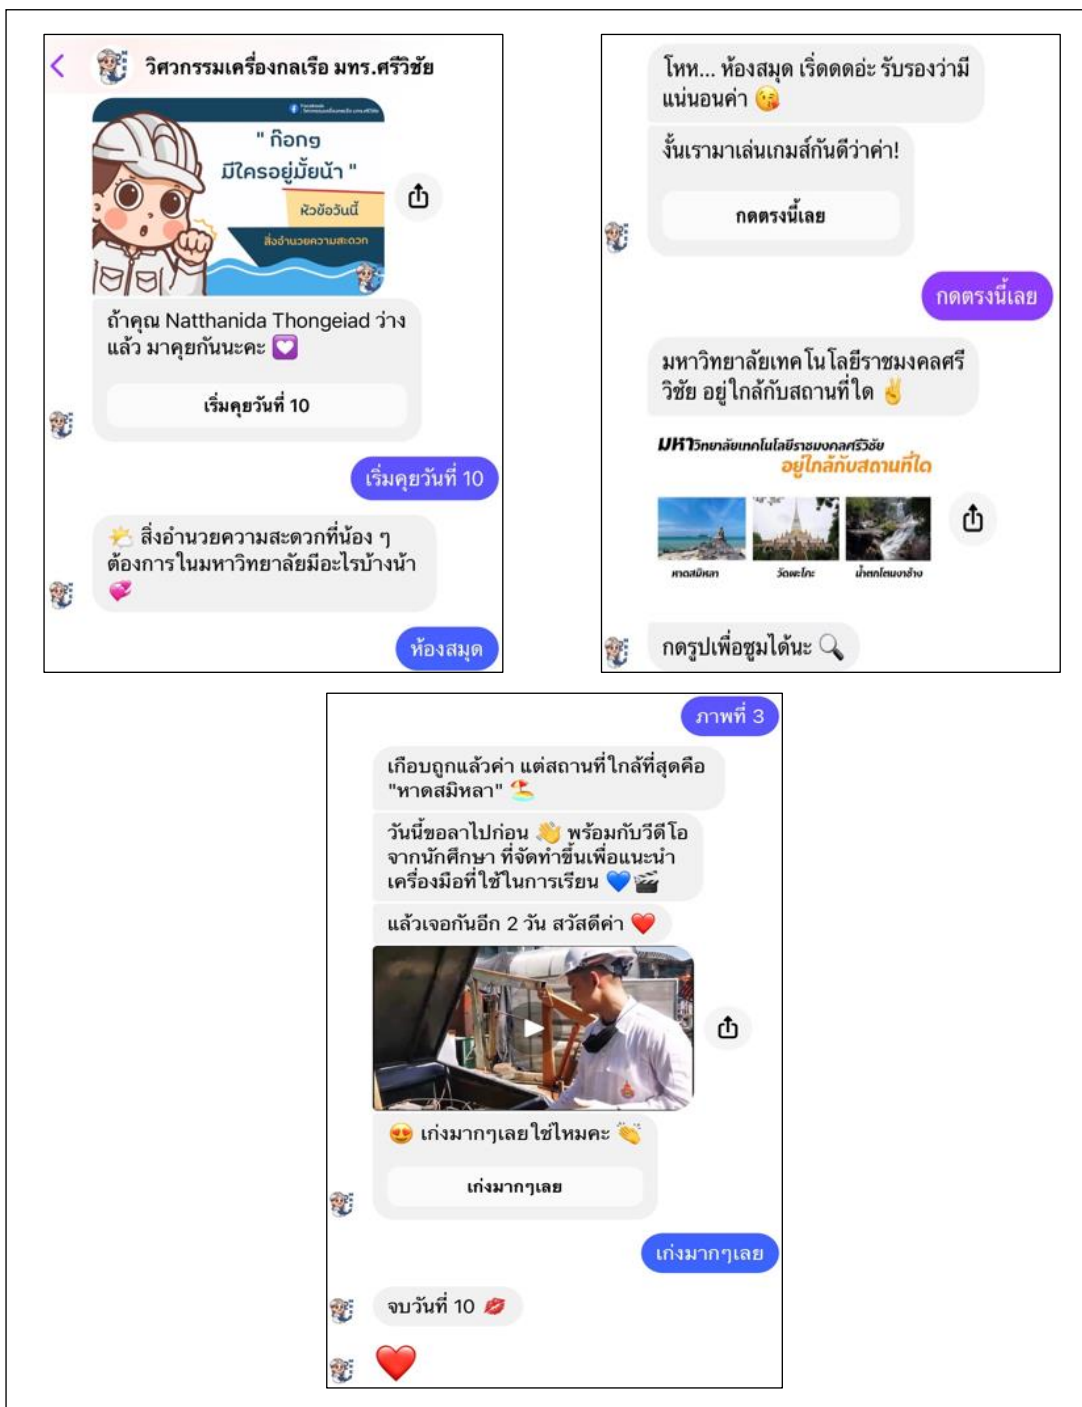 วิศวกรรมเครื่องกลเรือ มทร.ศรีวิชัย
Facebook
" ก๊อกๆ
มีใครอยู่มั้ยน้า "
หัวข้อวันนี้
สิ่งอำนวยความสะดวก
ถ้าคุณ Natthanida Thongeiad ว่าง
แล้ว มาคุยกันนะคะ 💟
เริ่มคุยวันที่ 10
เริ่มคุยวันที่ 10
🌤️ สิ่งอำนวยความสะดวกที่น้อง ๆ
ต้องการในมหาวิทยาลัยมีอะไรบ้างน้า
💞
ห้องสมุด
โหห... ห้องสมุด เริ่ดดดอ่ะ รับรองว่ามี
แน่นอนค่า 😘
งั้นเรามาเล่นเกมส์กันดีว่าค่า!
กดตรงนี้เลย
กดตรงนี้เลย
มหาวิทยาลัยเทคโนโลยีราชมงคลศรี
วิชัย อยู่ใกล้กับสถานที่ใด ✌️
มหาวิทยาลัยเทคโนโลยีราชมงคลศรีวิชัย
อยู่ใกล้กับสถานที่ใด
หาดสมิหลา
วัดพะโคะ
น้ำตกโตนงาช้าง
กดรูปเพื่อซูมได้นะ 🔍
ภาพที่ 3
เกือบถูกแล้วค่า แต่สถานที่ใกล้ที่สุดคือ
"หาดสมิหลา" 🏖️
วันนี้ขอลาไปก่อน 👋 พร้อมกับวีดีโอ
จากนักศึกษา ที่จัดทำขึ้นเพื่อแนะนำ
เครื่องมือที่ใช้ในการเรียน 💙🎬
แล้วเจอกันอีก 2 วัน สวัสดีค่า ❤️
😍 เก่งมากๆเลยใช่ไหมคะ 👏
เก่งมากๆเลย
เก่งมากๆเลย
จบวันที่ 10 💋
❤️